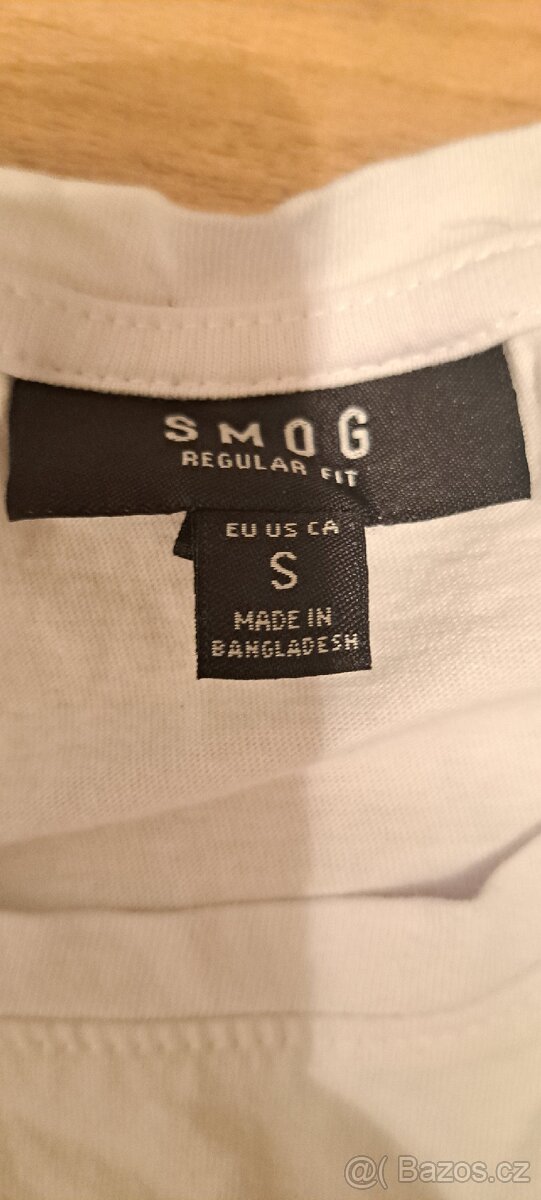 SMOG
REGULAR FIT
EU US CA
S
MADE IN
BANGLADESH
@( Bazos.cz